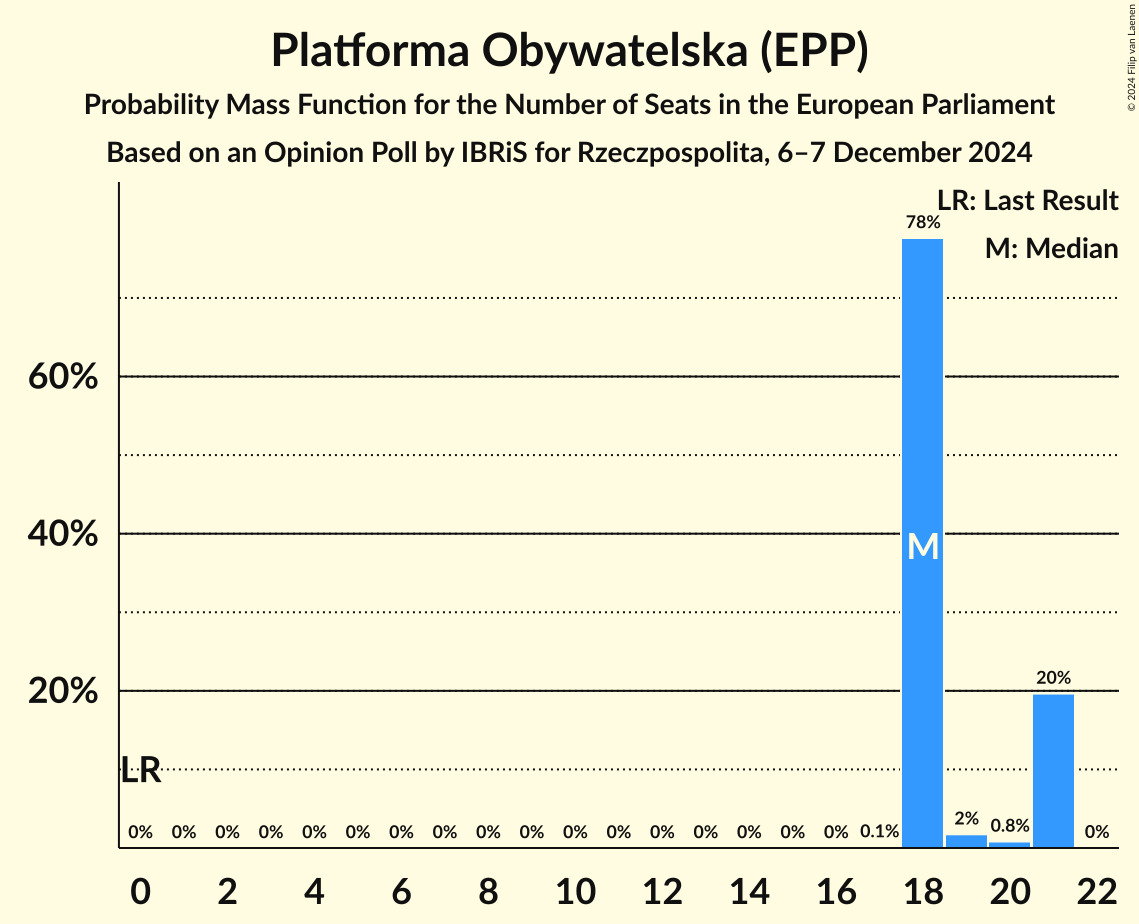 Platforma Obywatelska (EPP)
Probability Mass Function for the Number of Seats in the European Parliament
Based on an Opinion Poll by IBRiS for Rzeczpospolita, 6–7 December 2024
© 2024 Filip van Laenen
LR: Last Result
M: Median
78%
60%
40%
M
20%
20%
LR
0% 0% 0% 0% 0% 0% 0% 0% 0% 0% 0% 0% 0% 0% 0% 0% 0% 0.1% 2% 0.8% 0%
0 2 4 6 8 10 12 14 16 18 20 22